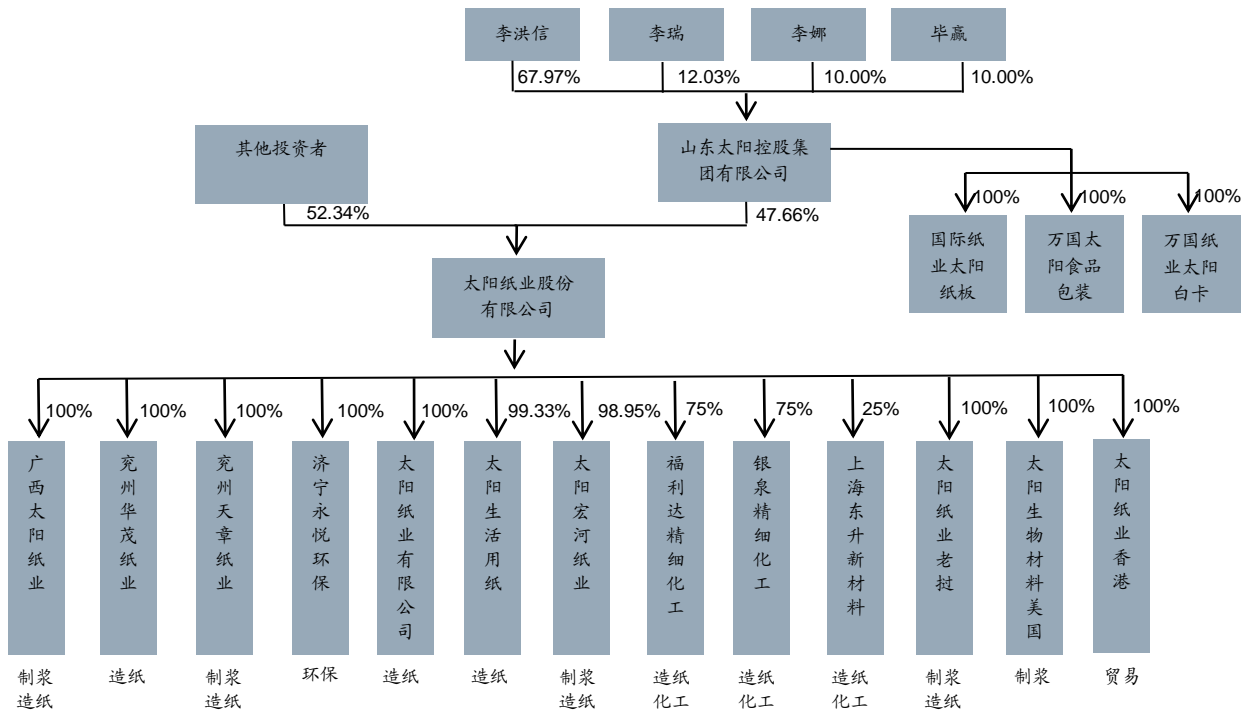 李洪信
李瑞
李娜
毕赢
67.97%
12.03%
10.00%
10.00%
其他投资者
山东太阳控股集
团有限公司
52.34%
47.66%
100%
100%
100%
国际纸
业太阳
纸板
万国太
阳食品
包装
万国纸
业太阳
白卡
太阳纸业股份
有限公司
100%
100%
100%
100%
100%
99.33%
98.95%
75%
75%
25%
100%
100%
100%
广西太阳纸业
兖州华茂纸业
兖州天章纸业
济宁永悦环保
太阳纸业有限公司
太阳生活用纸
太阳宏河纸业
福利达精细化工
银泉精细化工
上海东升新材料
太阳纸业老挝
太阳生物材料美国
太阳纸业香港
制浆
造纸
造纸
制浆
造纸
环保
造纸
造纸
制浆
造纸
造纸
化工
造纸
化工
造纸
化工
制浆
造纸
制浆
贸易